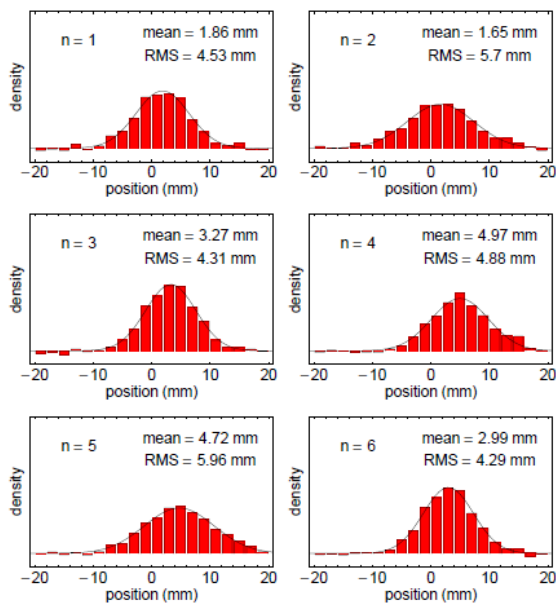 n = 1
mean = 1.86 mm
RMS = 4.53 mm
density
−20 −10 0 10 20
position (mm)
n = 2
mean = 1.65 mm
RMS = 5.7 mm
density
−20 −10 0 10 20
position (mm)
n = 3
mean = 3.27 mm
RMS = 4.31 mm
density
−20 −10 0 10 20
position (mm)
n = 4
mean = 4.97 mm
RMS = 4.88 mm
density
−20 −10 0 10 20
position (mm)
n = 5
mean = 4.72 mm
RMS = 5.96 mm
density
−20 −10 0 10 20
position (mm)
n = 6
mean = 2.99 mm
RMS = 4.29 mm
density
−20 −10 0 10 20
position (mm)